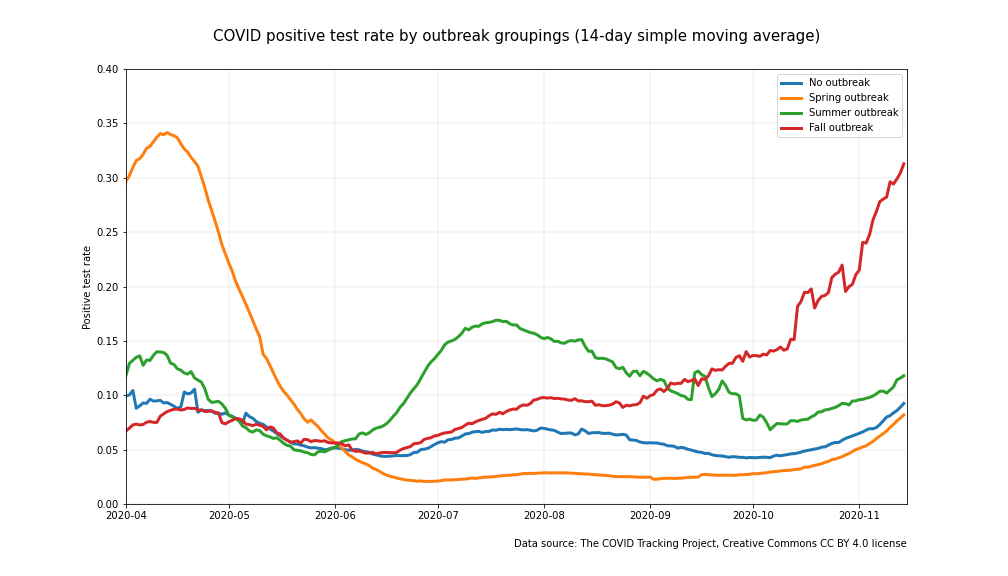 COVID positive test rate by outbreak groupings (14-day simple moving average)
0.40
0.35
0.30
0.25
0.20
0.15
0.10
0.05
0.00
Positive test rate
No outbreak
Spring outbreak
Summer outbreak
Fall outbreak
2020-04 2020-05 2020-06 2020-07 2020-08 2020-09 2020-10 2020-11
Data source: The COVID Tracking Project, Creative Commons CC BY 4.0 license